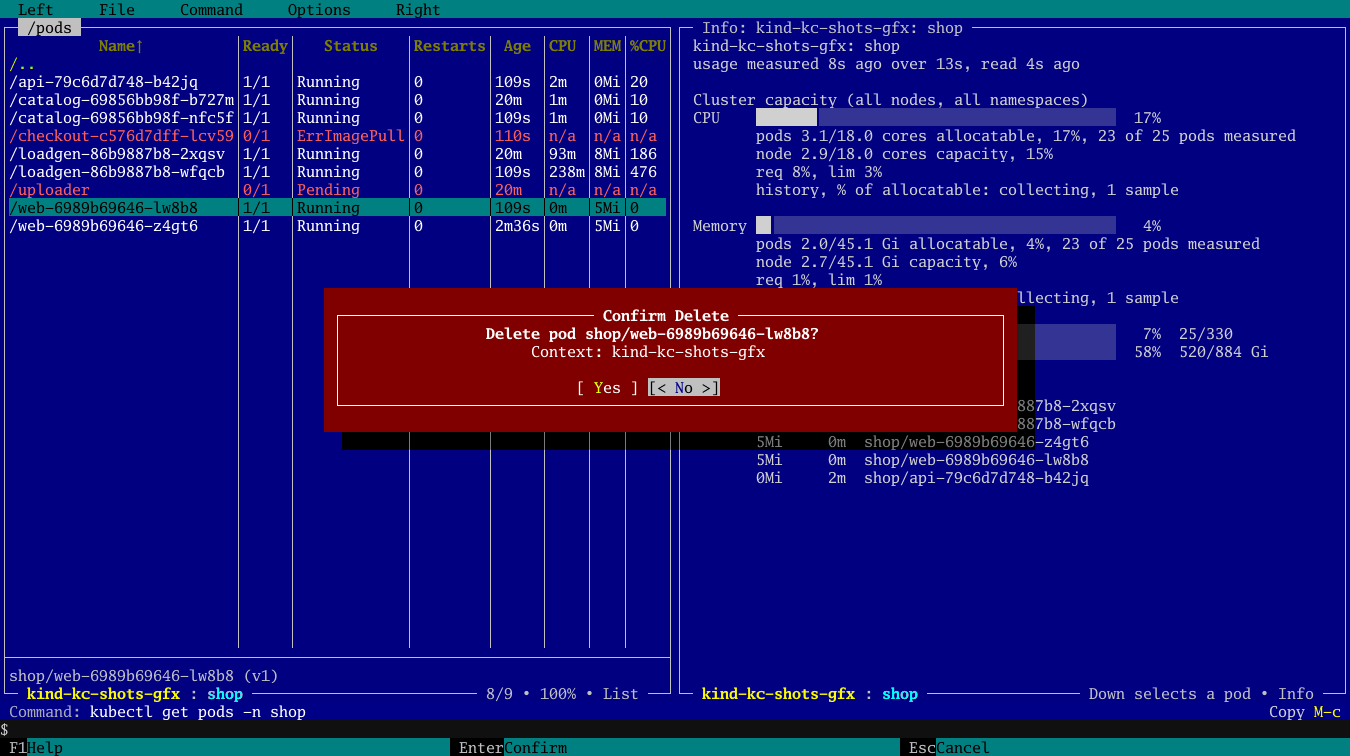 Left File Command Options Right
/pods
Name↑ Ready Status Restarts Age CPU MEM %CPU
/..
/api-79c6d7d748-b42jq 1/1 Running 0 109s 2m 0Mi 20
/catalog-69856bb98f-b727m 1/1 Running 0 20m 1m 0Mi 10
/catalog-69856bb98f-nfc5f 1/1 Running 0 109s 1m 0Mi 10
/checkout-c576d7dff-lcv59 0/1 ErrImagePull 0 110s n/a n/a n/a
/loadgen-86b9887b8-2xqsv 1/1 Running 0 20m 93m 8Mi 186
/loadgen-86b9887b8-wfqcb 1/1 Running 0 109s 238m 8Mi 476
/uploader 0/1 Pending 0 20m n/a n/a n/a
/web-6989b69646-lw8b8 1/1 Running 0 109s 0m 5Mi 0
/web-6989b69646-z4gt6 1/1 Running 0 2m36s 0m 5Mi 0
shop/web-6989b69646-lw8b8 (v1)
kind-kc-shots-gfx : shop 8/9 • 100% • List
Info: kind-kc-shots-gfx: shop
kind-kc-shots-gfx: shop
usage measured 8s ago over 13s, read 4s ago
Cluster capacity (all nodes, all namespaces)
CPU 17%
pods 3.1/18.0 cores allocatable, 17%, 23 of 25 pods measured
node 2.9/18.0 cores capacity, 15%
req 8%, lim 3%
history, % of allocatable: collecting, 1 sample
Memory 4%
pods 2.0/45.1 Gi allocatable, 4%, 23 of 25 pods measured
node 2.7/45.1 Gi capacity, 6%
req 1%, lim 1%
llecting, 1 sample
7% 25/330
58% 520/884 Gi
887b8-2xqsv
887b8-wfqcb
5Mi 0m shop/web-6989b69646-z4gt6
5Mi 0m shop/web-6989b69646-lw8b8
0Mi 2m shop/api-79c6d7d748-b42jq
kind-kc-shots-gfx : shop Down selects a pod • Info
Confirm Delete
Delete pod shop/web-6989b69646-lw8b8?
Context: kind-kc-shots-gfx
[ Yes ] [< No >]
Command: kubectl get pods -n shop Copy M-c
$
F1Help EnterConfirm EscCancel